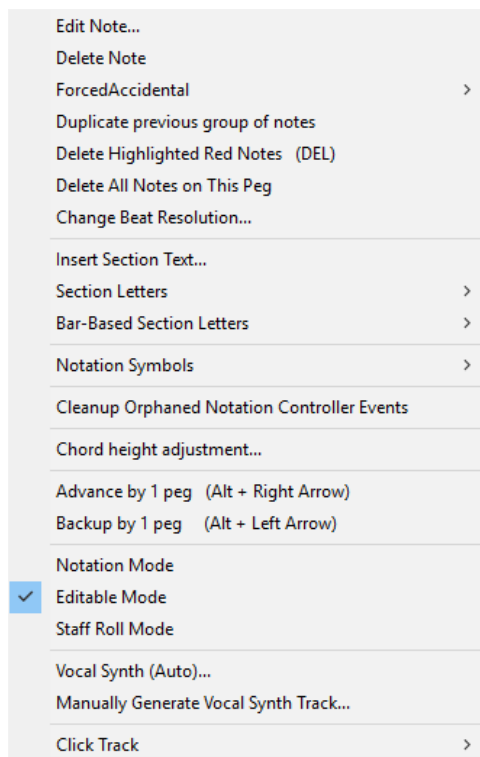 Edit Note...
Delete Note
ForcedAccidental
Duplicate previous group of notes
Delete Highlighted Red Notes (DEL)
Delete All Notes on This Peg
Change Beat Resolution...
Insert Section Text...
Section Letters
Bar-Based Section Letters
Notation Symbols
Cleanup Orphaned Notation Controller Events
Chord height adjustment...
Advance by 1 peg (Alt + Right Arrow)
Backup by 1 peg (Alt + Left Arrow)
Notation Mode
Editable Mode
Staff Roll Mode
Vocal Synth (Auto)...
Manually Generate Vocal Synth Track...
Click Track